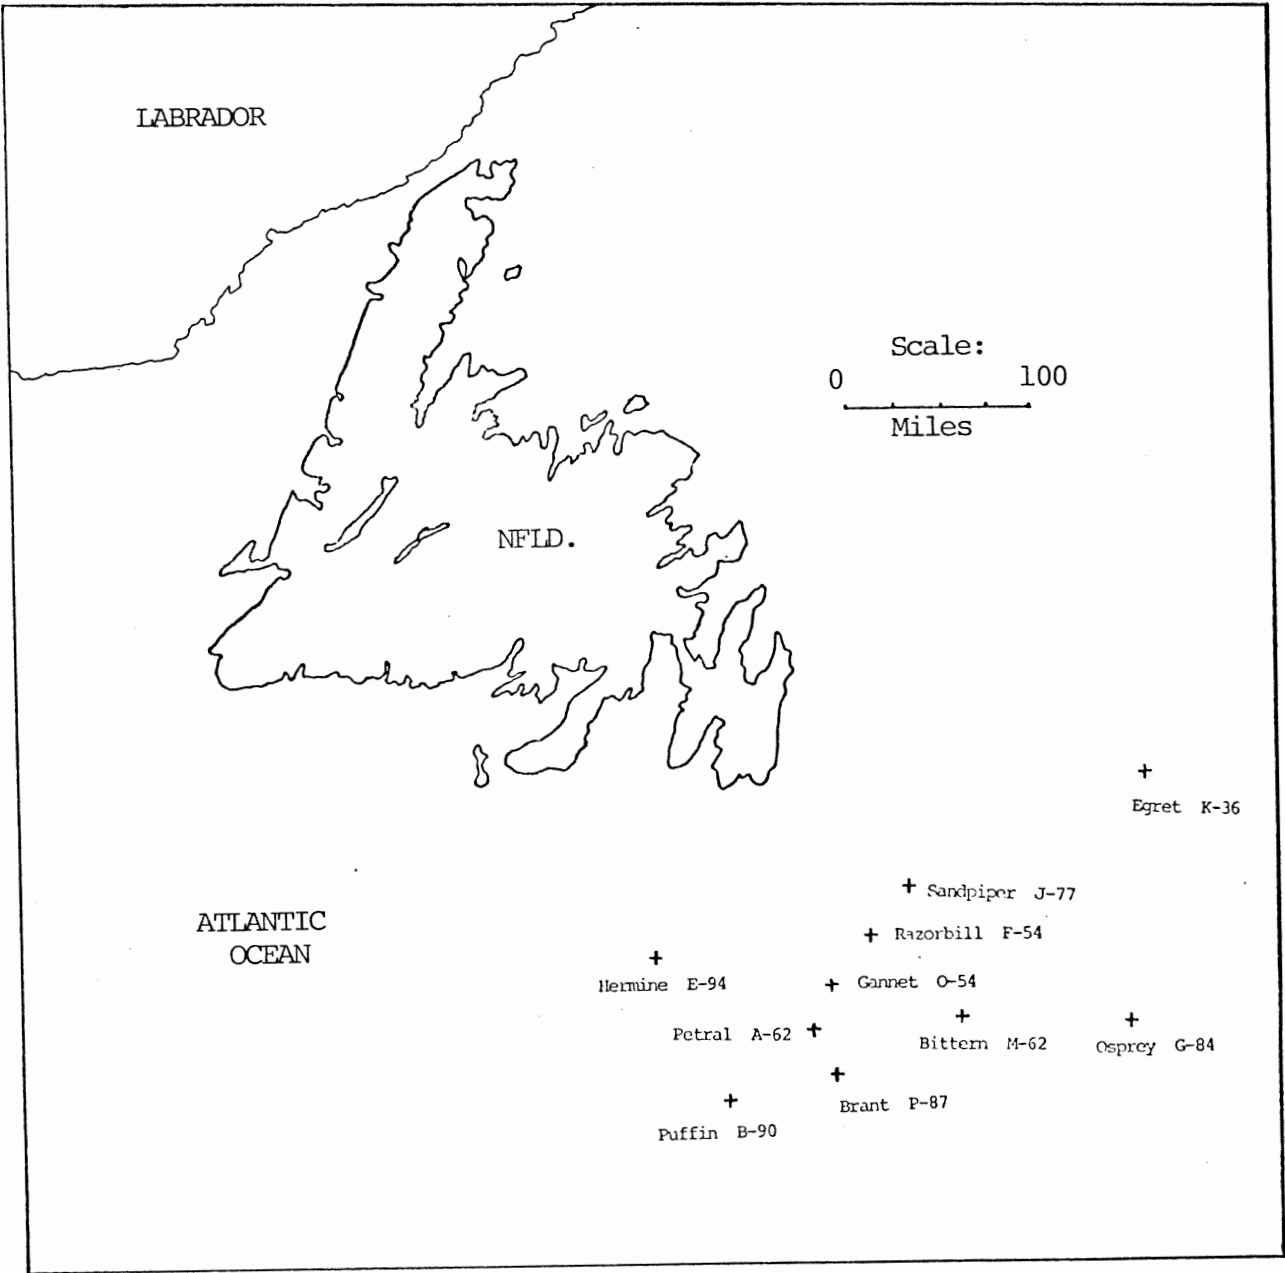 LABRADOR
Scale:
0 100
Miles
NFLD.
Egret K-36
Sandpiper J-77
ATLANTIC
OCEAN
Razorbill F-54
Hermine E-94
Gannet O-54
Petral A-62
Bittern M-62
Osprey G-84
Brant P-87
Puffin B-90